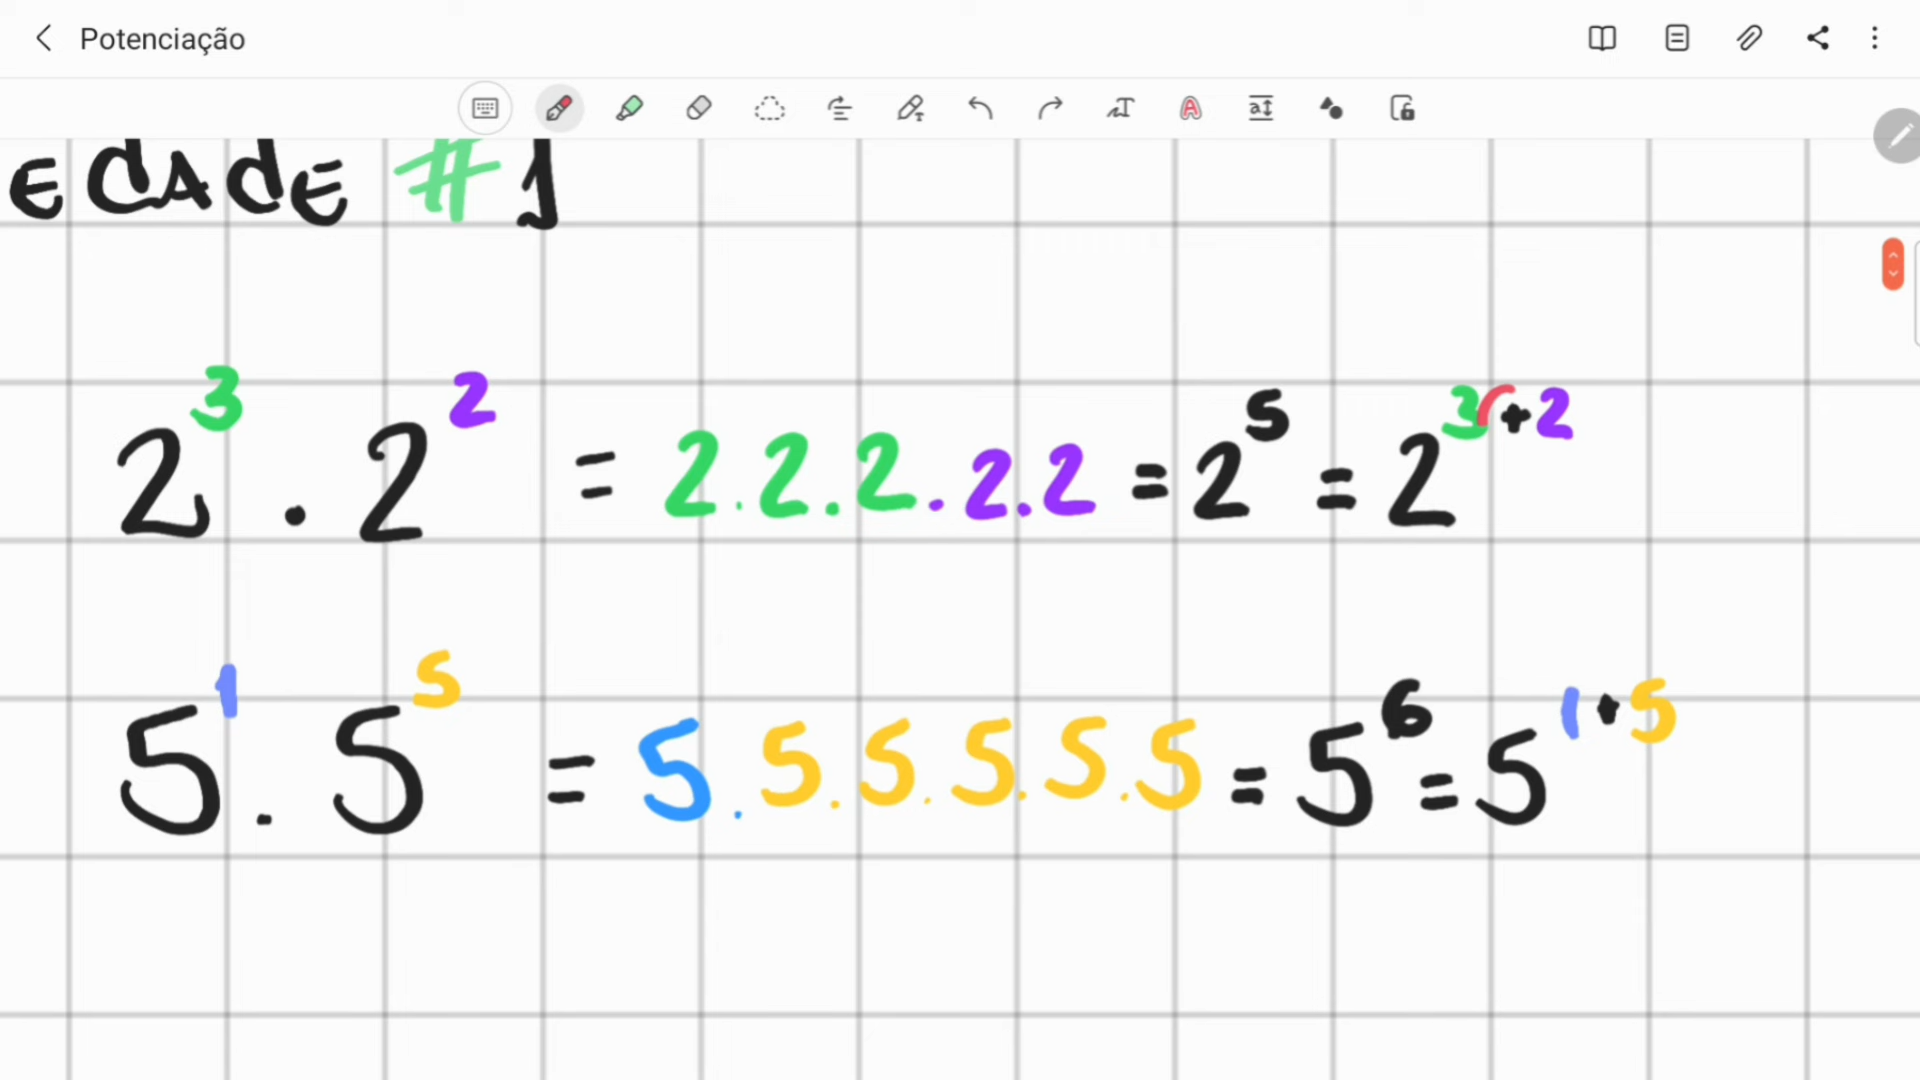 Potenciação
EdAdE #1
2³ . 2² = 2.2.2.2.2 = 2⁵ = 2³⁺²
5¹ . 5⁵ = 5.5.5.5.5.5 = 5⁶ = 5¹⁺⁵